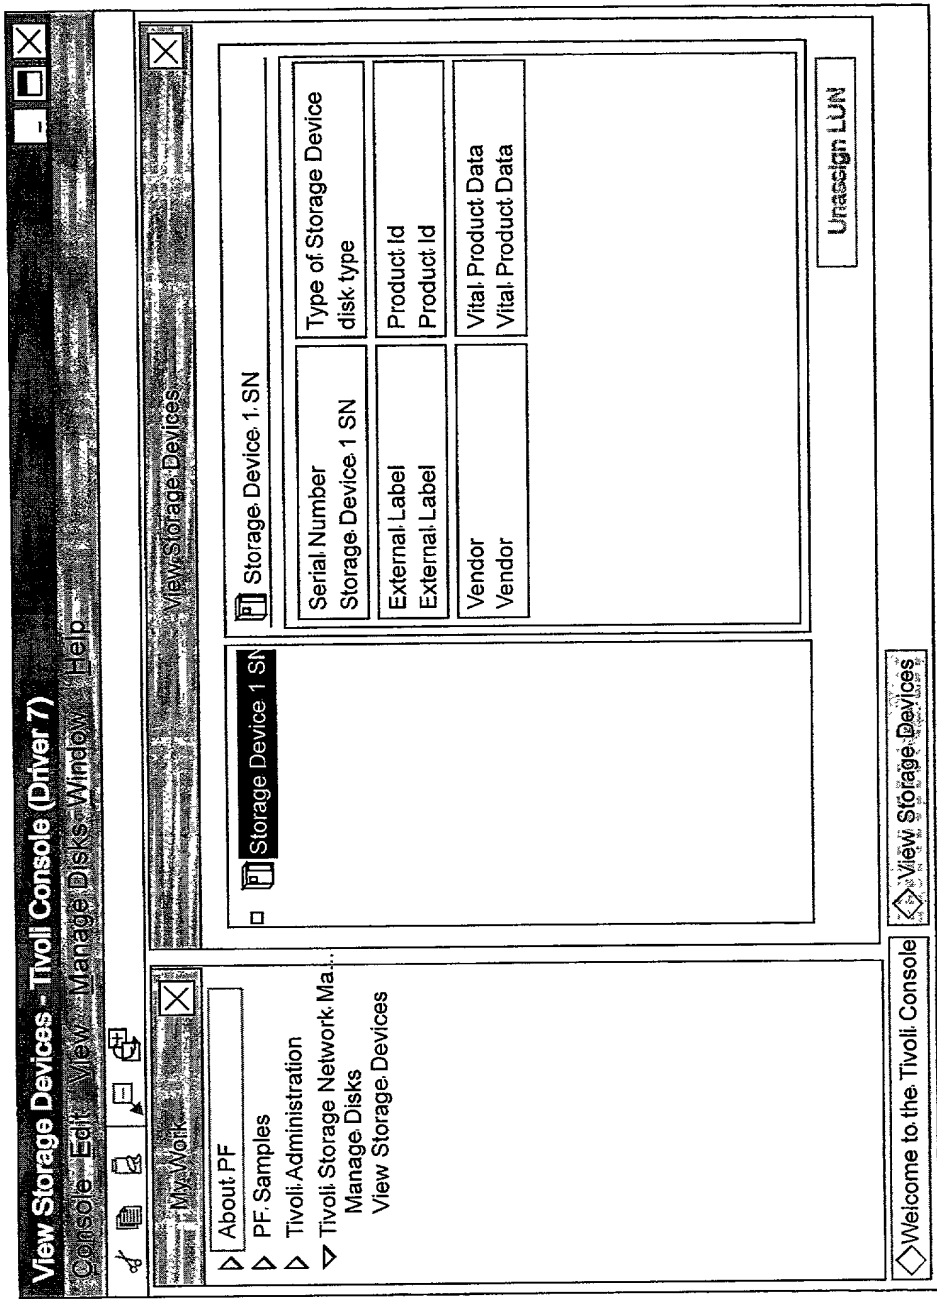 View Storage Devices - Tivoli Console (Driver 7)
Console Edit View Manage Disks Window Help
My Work
About PF
PF Samples
Tivoli Administration
Tivoli Storage Network Ma...
Manage Disks
View Storage Devices
View Storage Devices
Storage Device 1 SN
Storage Device 1 SN
Serial Number
Storage Device 1 SN
Type of Storage Device
disk type
External Label
External Label
Product Id
Product Id
Vendor
Vendor
Vital Product Data
Vital Product Data
Unassign LUN
Welcome to the Tivoli Console
View Storage Devices